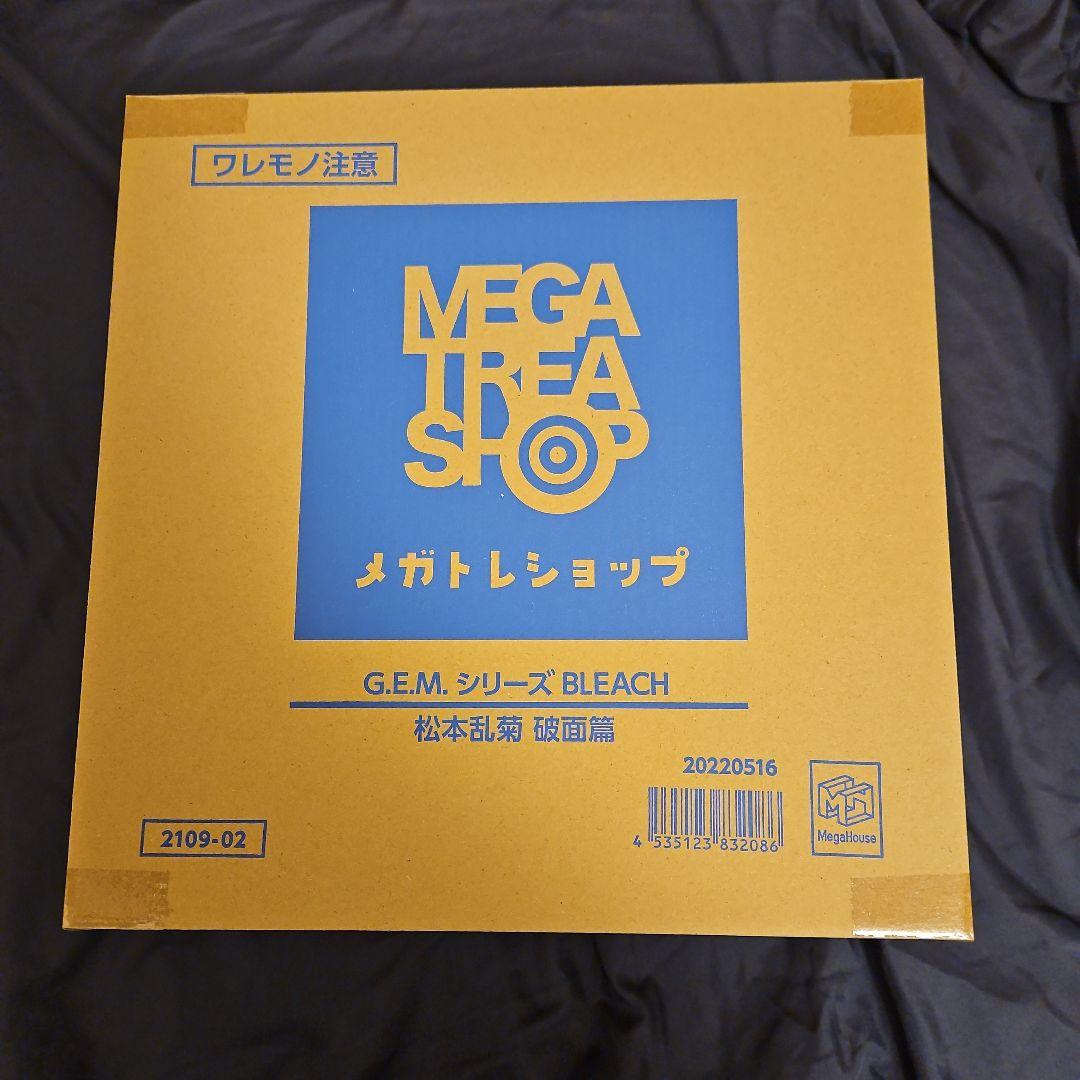 ワレモノ注意
MEGA
TREA
SHOP
メガトレショップ
G.E.M. シリーズ BLEACH
松本乱菊 破面篇
20220516
4 535123 832086
MegaHouse
2109-02